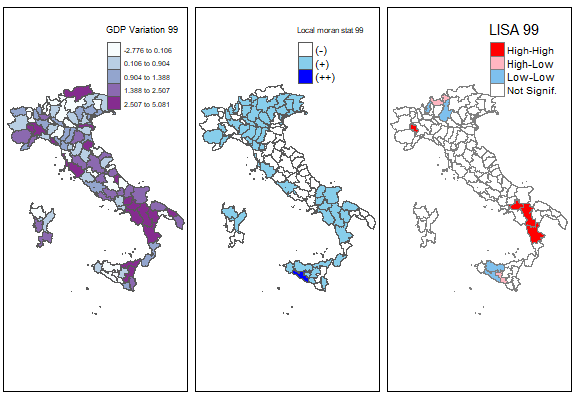 GDP Variation 99
-2.776 to 0.106
0.106 to 0.904
0.904 to 1.388
1.388 to 2.507
2.507 to 5.081
Local moran stat 99
(-)
(+)
(++)
LISA 99
High-High
High-Low
Low-Low
Not Signif.